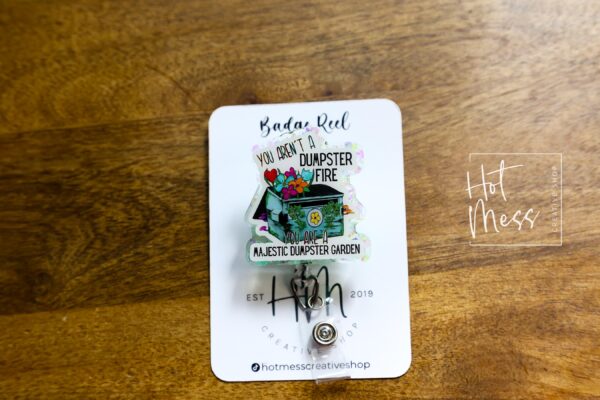 Badge Reel
YOU AREN'T A
DUMPSTER
FIRE
YOU ARE A
MAJESTIC DUMPSTER GARDEN
EST HM 2019
CREATIVE SHOP
hotmesscreativeshop
Hot
Mess
CREATIVE SHOP